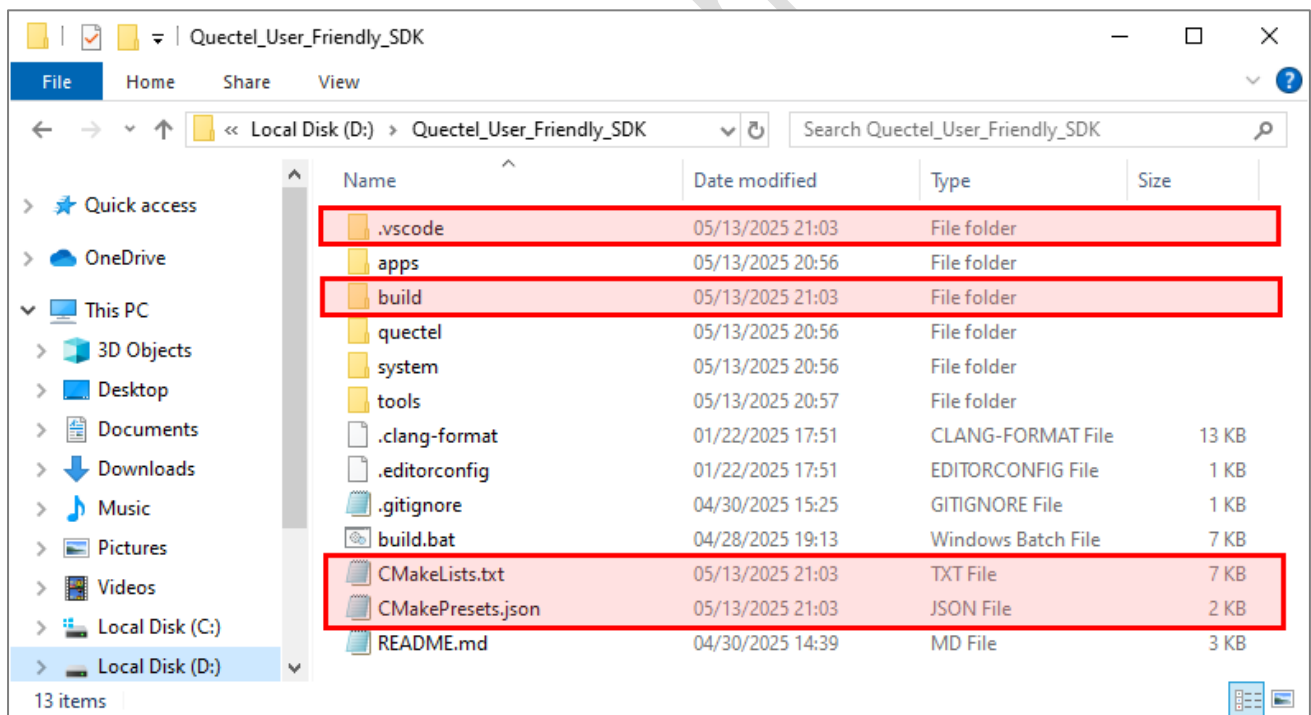 Quectel_User_Friendly_SDK
File Home Share View
« Local Disk (D:) > Quectel_User_Friendly_SDK Search Quectel_User_Friendly_SDK
Name Date modified Type Size
Quick access
OneDrive
This PC
3D Objects
Desktop
Documents
Downloads
Music
Pictures
Videos
Local Disk (C:)
Local Disk (D:)
.vscode 05/13/2025 21:03 File folder
apps 05/13/2025 20:56 File folder
build 05/13/2025 21:03 File folder
quectel 05/13/2025 20:56 File folder
system 05/13/2025 20:56 File folder
tools 05/13/2025 20:57 File folder
.clang-format 01/22/2025 17:51 CLANG-FORMAT File 13 KB
.editorconfig 01/22/2025 17:51 EDITORCONFIG File 1 KB
.gitignore 04/30/2025 15:25 GITIGNORE File 1 KB
build.bat 04/28/2025 19:13 Windows Batch File 7 KB
CMakeLists.txt 05/13/2025 21:03 TXT File 7 KB
CMakePresets.json 05/13/2025 21:03 JSON File 2 KB
README.md 04/30/2025 14:39 MD File 3 KB
13 items